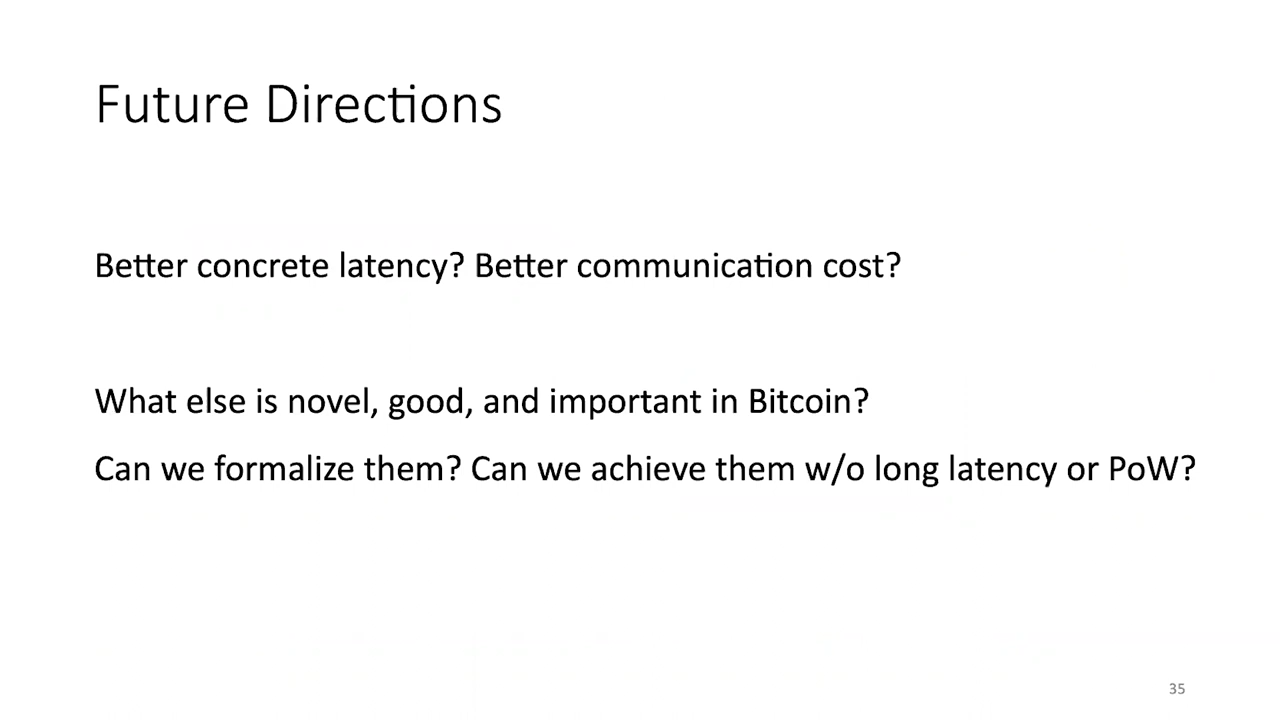 Future Directions
Better concrete latency? Better communication cost?
What else is novel, good, and important in Bitcoin?
Can we formalize them? Can we achieve them w/o long latency or PoW?
35